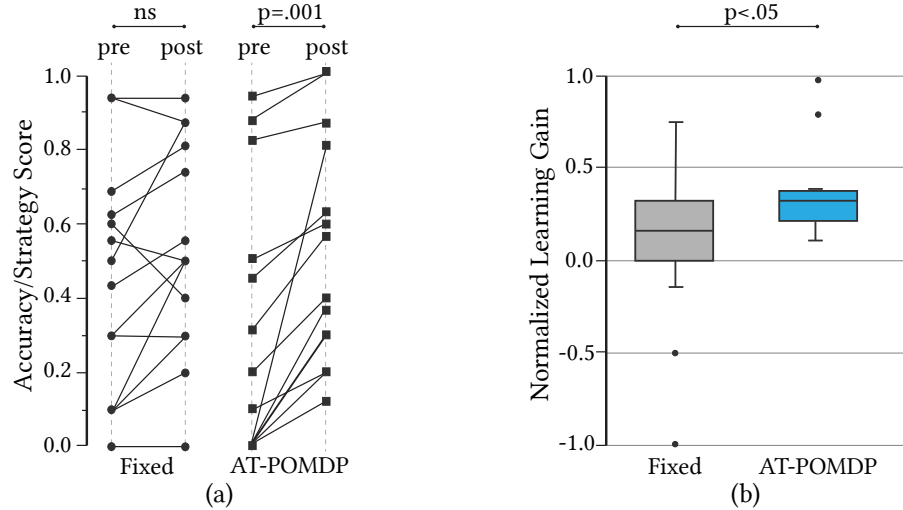 ns
p=.001
pre
post
pre
post
Accuracy/Strategy Score
1.0
0.8
0.6
0.4
0.2
0.0
Fixed
AT-POMDP
(a)
p<.05
Normalized Learning Gain
1.0
0.5
0.0
-0.5
-1.0
Fixed
AT-POMDP
(b)